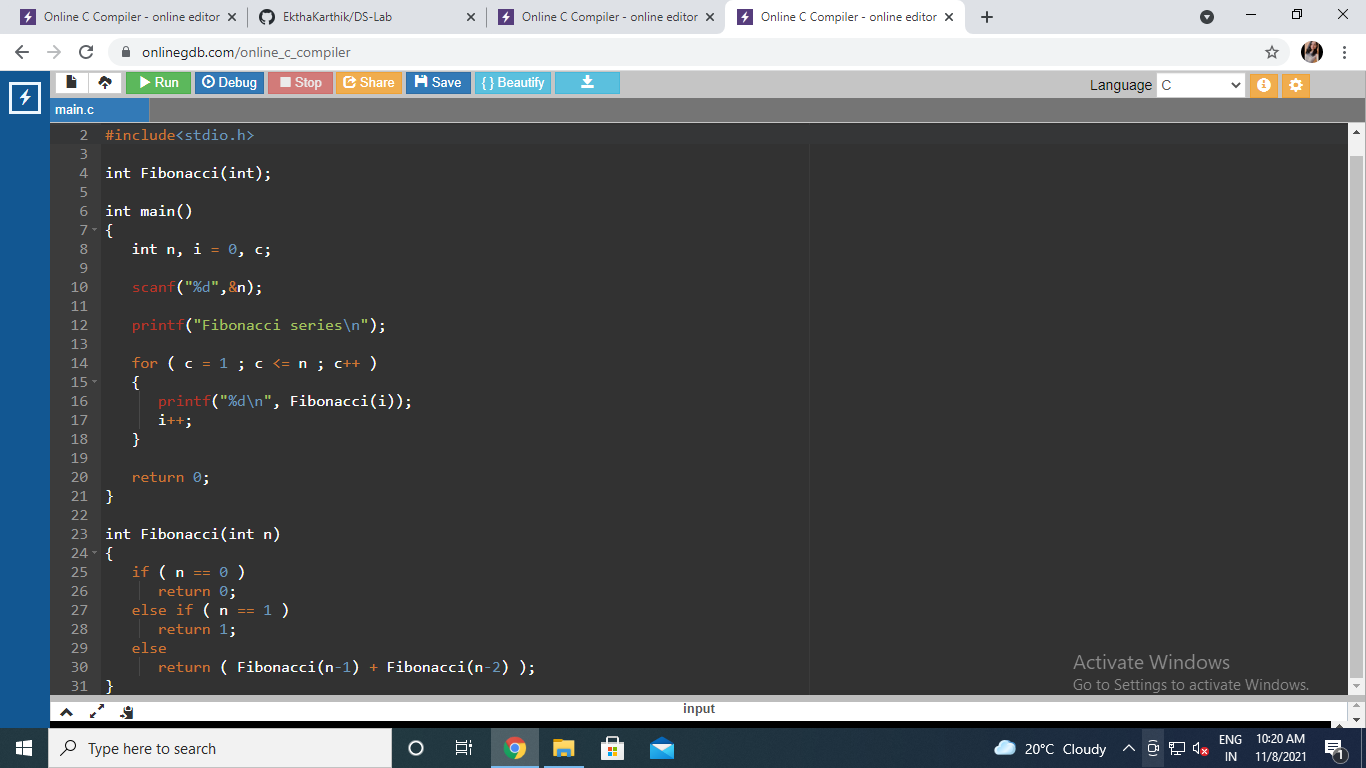 Online C Compiler - online editor
EkthaKarthik/DS-Lab
Online C Compiler - online editor
Online C Compiler - online editor
onlinegdb.com/online_c_compiler
Run Debug Stop Share Save { } Beautify
Language C
main.c
2 #include<stdio.h>
3
4 int Fibonacci(int);
5
6 int main()
7 {
8 int n, i = 0, c;
9
10 scanf("%d",&n);
11
12 printf("Fibonacci series\n");
13
14 for ( c = 1 ; c <= n ; c++ )
15 {
16 printf("%d\n", Fibonacci(i));
17 i++;
18 }
19
20 return 0;
21 }
22
23 int Fibonacci(int n)
24 {
25 if ( n == 0 )
26 return 0;
27 else if ( n == 1 )
28 return 1;
29 else
30 return ( Fibonacci(n-1) + Fibonacci(n-2) );
31 }
Activate Windows
Go to Settings to activate Windows.
input
Type here to search
20°C Cloudy
ENG
IN
10:20 AM
11/8/2021
1